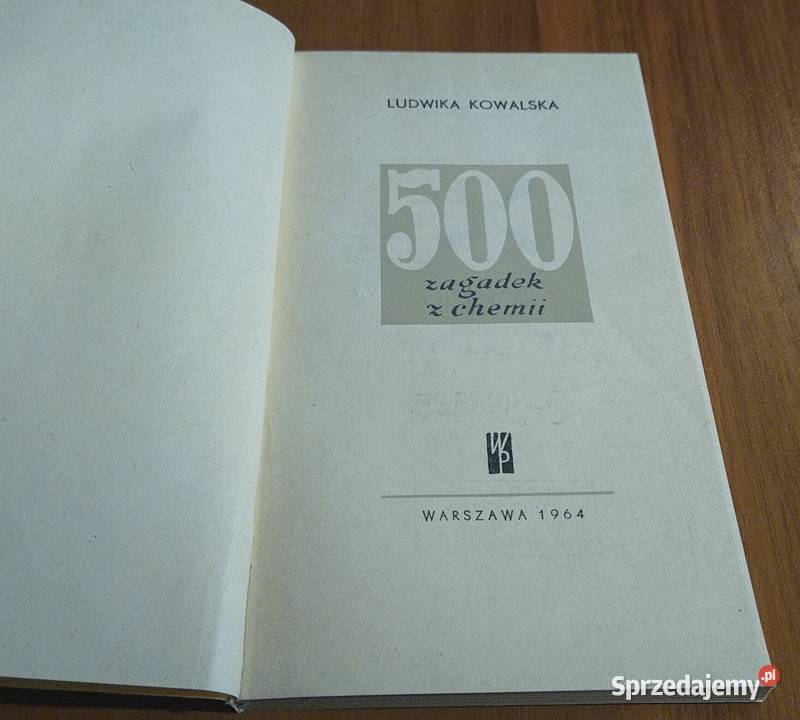 LUDWIKA KOWALSKA
500
zagadek
z chemii
WP
WARSZAWA 1964
Sprzedajemy.pl